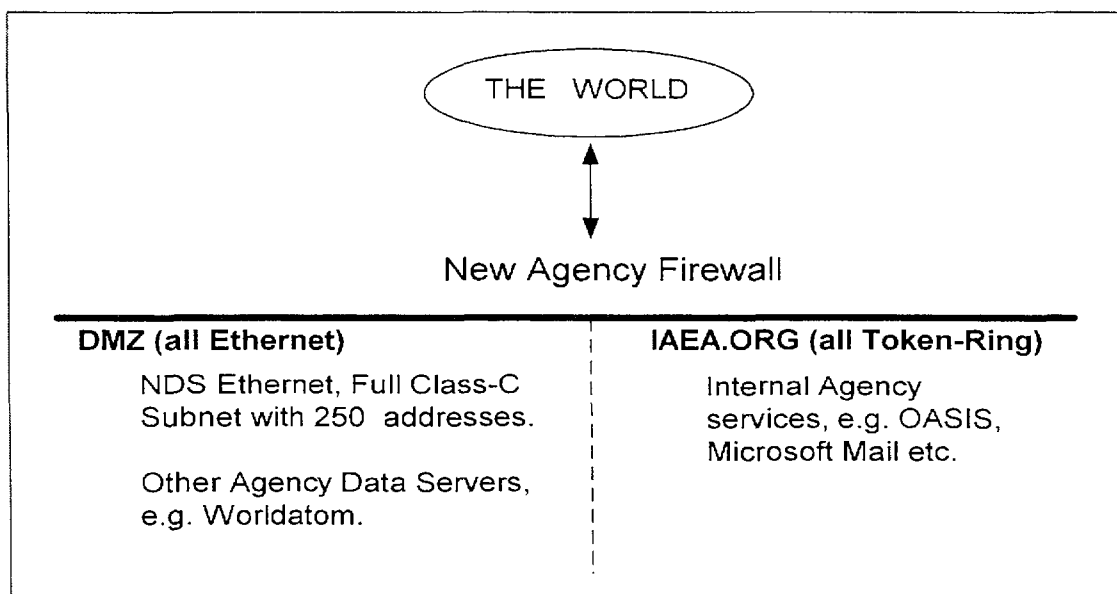 THE WORLD
New Agency Firewall
DMZ (all Ethernet)
NDS Ethernet, Full Class-C
Subnet with 250 addresses.
Other Agency Data Servers,
e.g. Worldatom.
IAEA.ORG (all Token-Ring)
Internal Agency
services, e.g. OASIS,
Microsoft Mail etc.